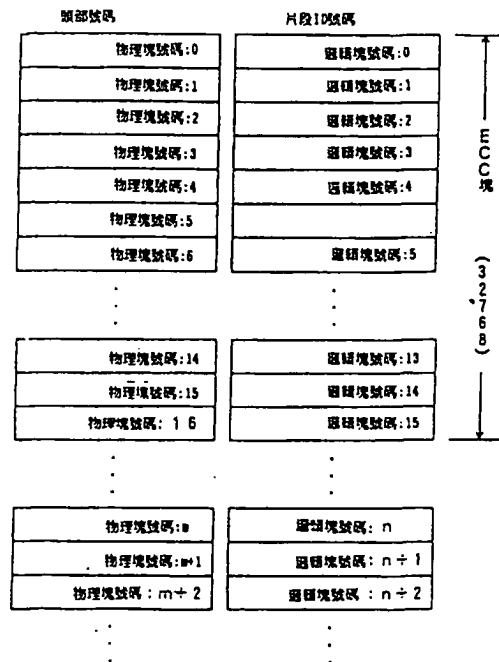 頭部號碼 片段ID號碼
物理塊號碼:0 邏輯塊號碼:0
物理塊號碼:1 邏輯塊號碼:1
物理塊號碼:2 邏輯塊號碼:2
物理塊號碼:3 邏輯塊號碼:3
物理塊號碼:4 邏輯塊號碼:4
物理塊號碼:5
物理塊號碼:6 邏輯塊號碼:5
物理塊號碼:14 邏輯塊號碼:13
物理塊號碼:15 邏輯塊號碼:14
物理塊號碼: 16 邏輯塊號碼:15
物理塊號碼:m 邏輯塊號碼: n
物理塊號碼:m+1 邏輯塊號碼: n+1
物理塊號碼: m+2 邏輯塊號碼: n+2
ECC塊
(32768)